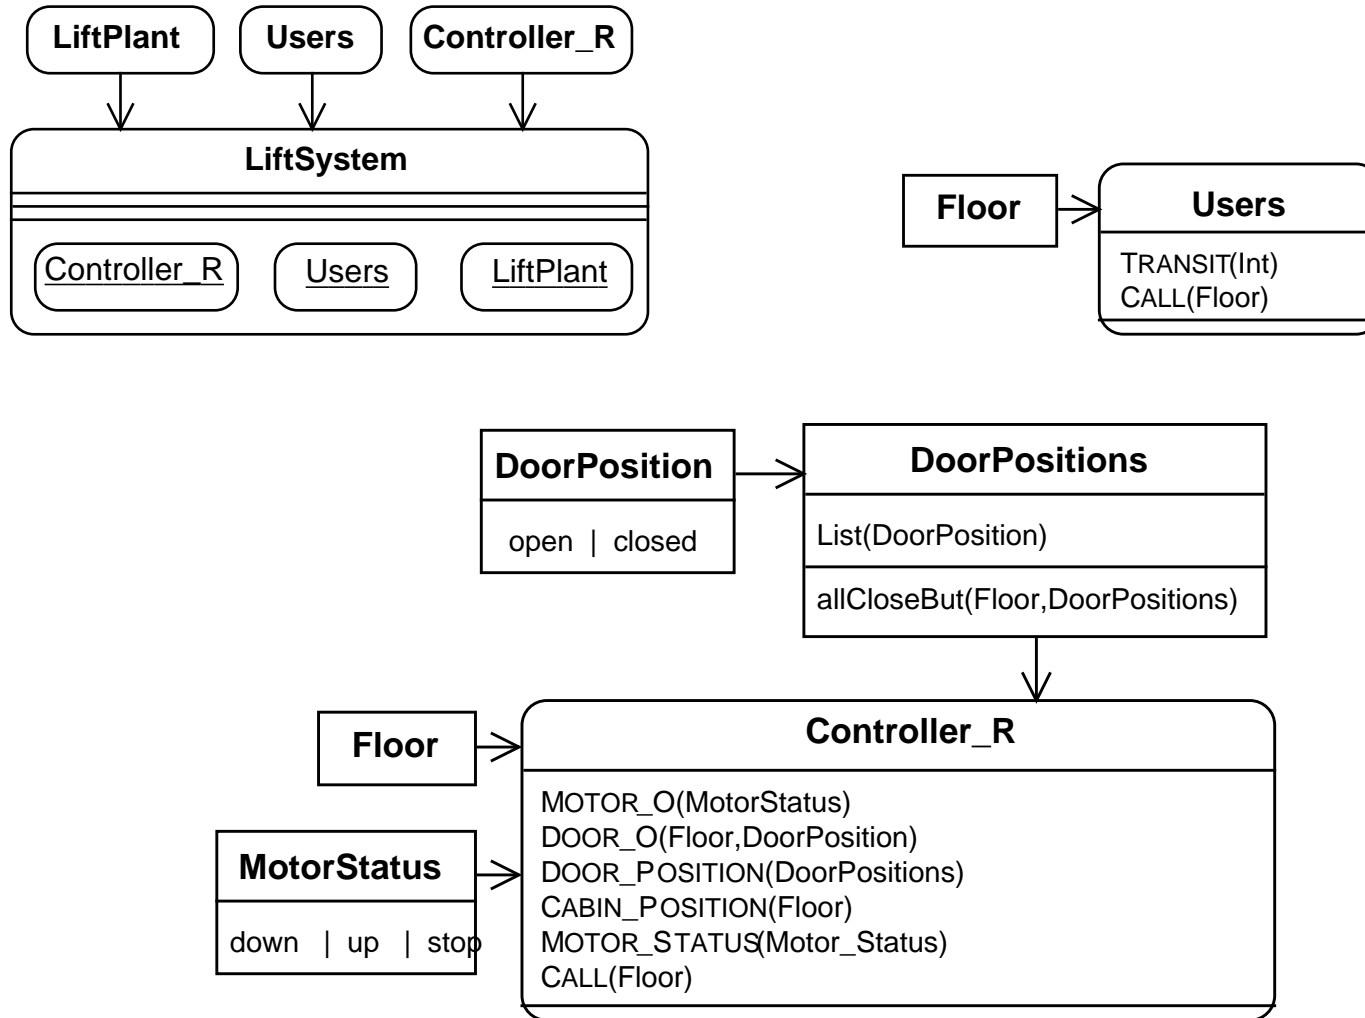 LiftPlant
Users
Controller_R
LiftSystem
Controller_R
Users
LiftPlant
Floor
Users
TRANSIT(Int)
CALL(Floor)
DoorPosition
open | closed
DoorPositions
List(DoorPosition)
allCloseBut(Floor,DoorPositions)
Floor
MotorStatus
down | up | stop
Controller_R
MOTOR_O(MotorStatus)
DOOR_O(Floor,DoorPosition)
DOOR_POSITION(DoorPositions)
CABIN_POSITION(Floor)
MOTOR_STATUS(Motor_Status)
CALL(Floor)